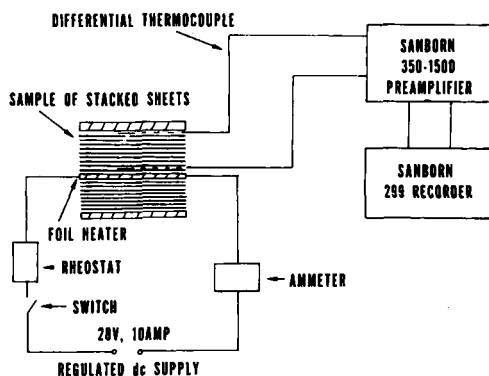 DIFFERENTIAL THERMOCOUPLE
SANBORN
350-1500
PREAMPLIFIER
SAMPLE OF STACKED SHEETS
SANBORN
299 RECORDER
FOIL HEATER
RHEOSTAT
AMMETER
SWITCH
28V, 10AMP
REGULATED dc SUPPLY